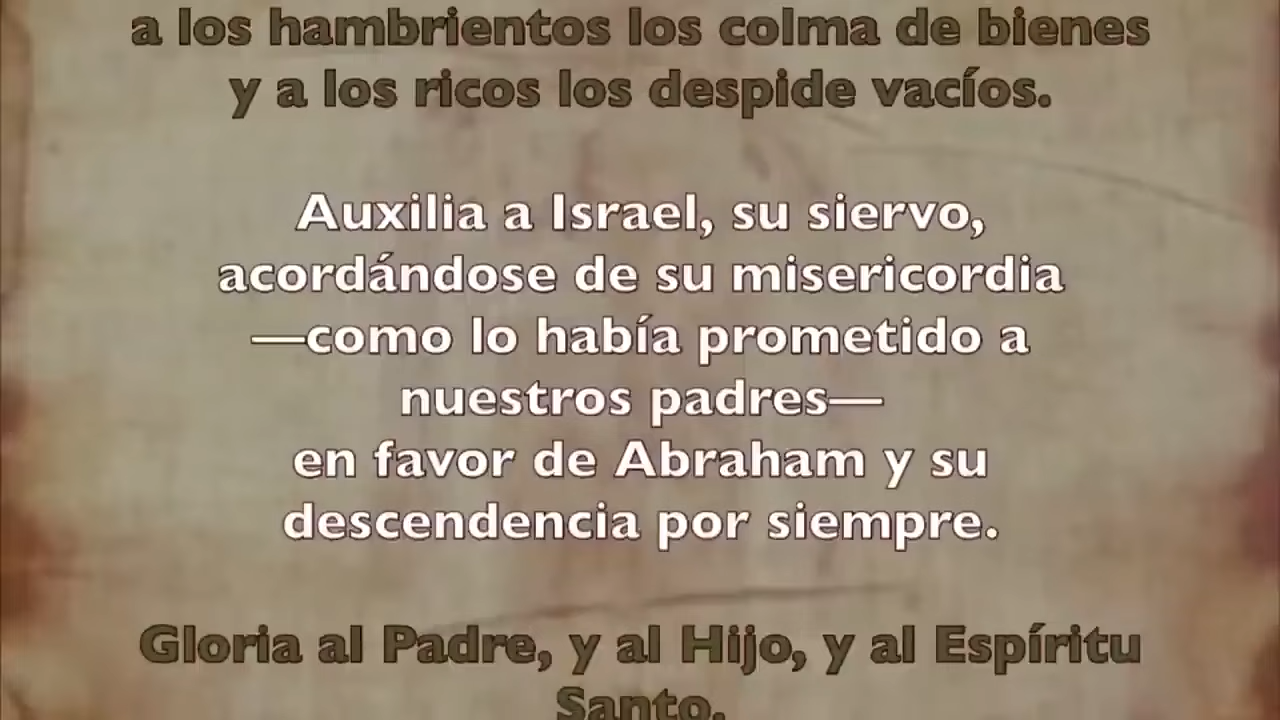 a los hambrientos los colma de bienes
y a los ricos los despide vacíos.
Auxilia a Israel, su siervo,
acordándose de su misericordia
—como lo había prometido a
nuestros padres—
en favor de Abraham y su
descendencia por siempre.
Gloria al Padre, y al Hijo, y al Espíritu
Santo.